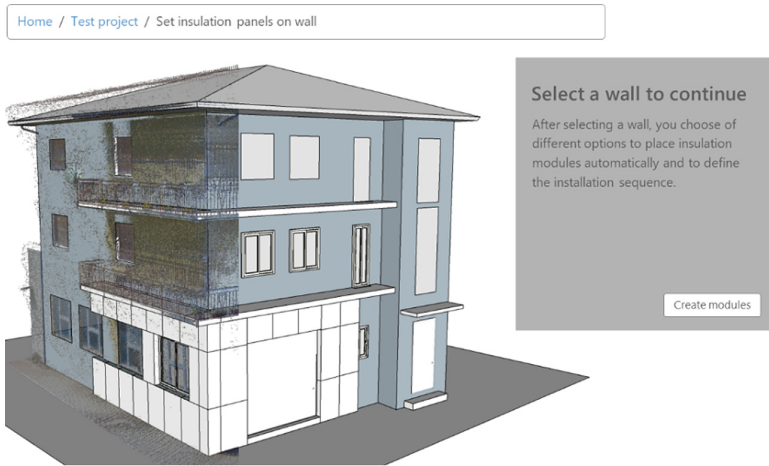 Home / Test project / Set insulation panels on wall
Select a wall to continue
After selecting a wall, you choose of
different options to place insulation
modules automatically and to define
the installation sequence.
Create modules